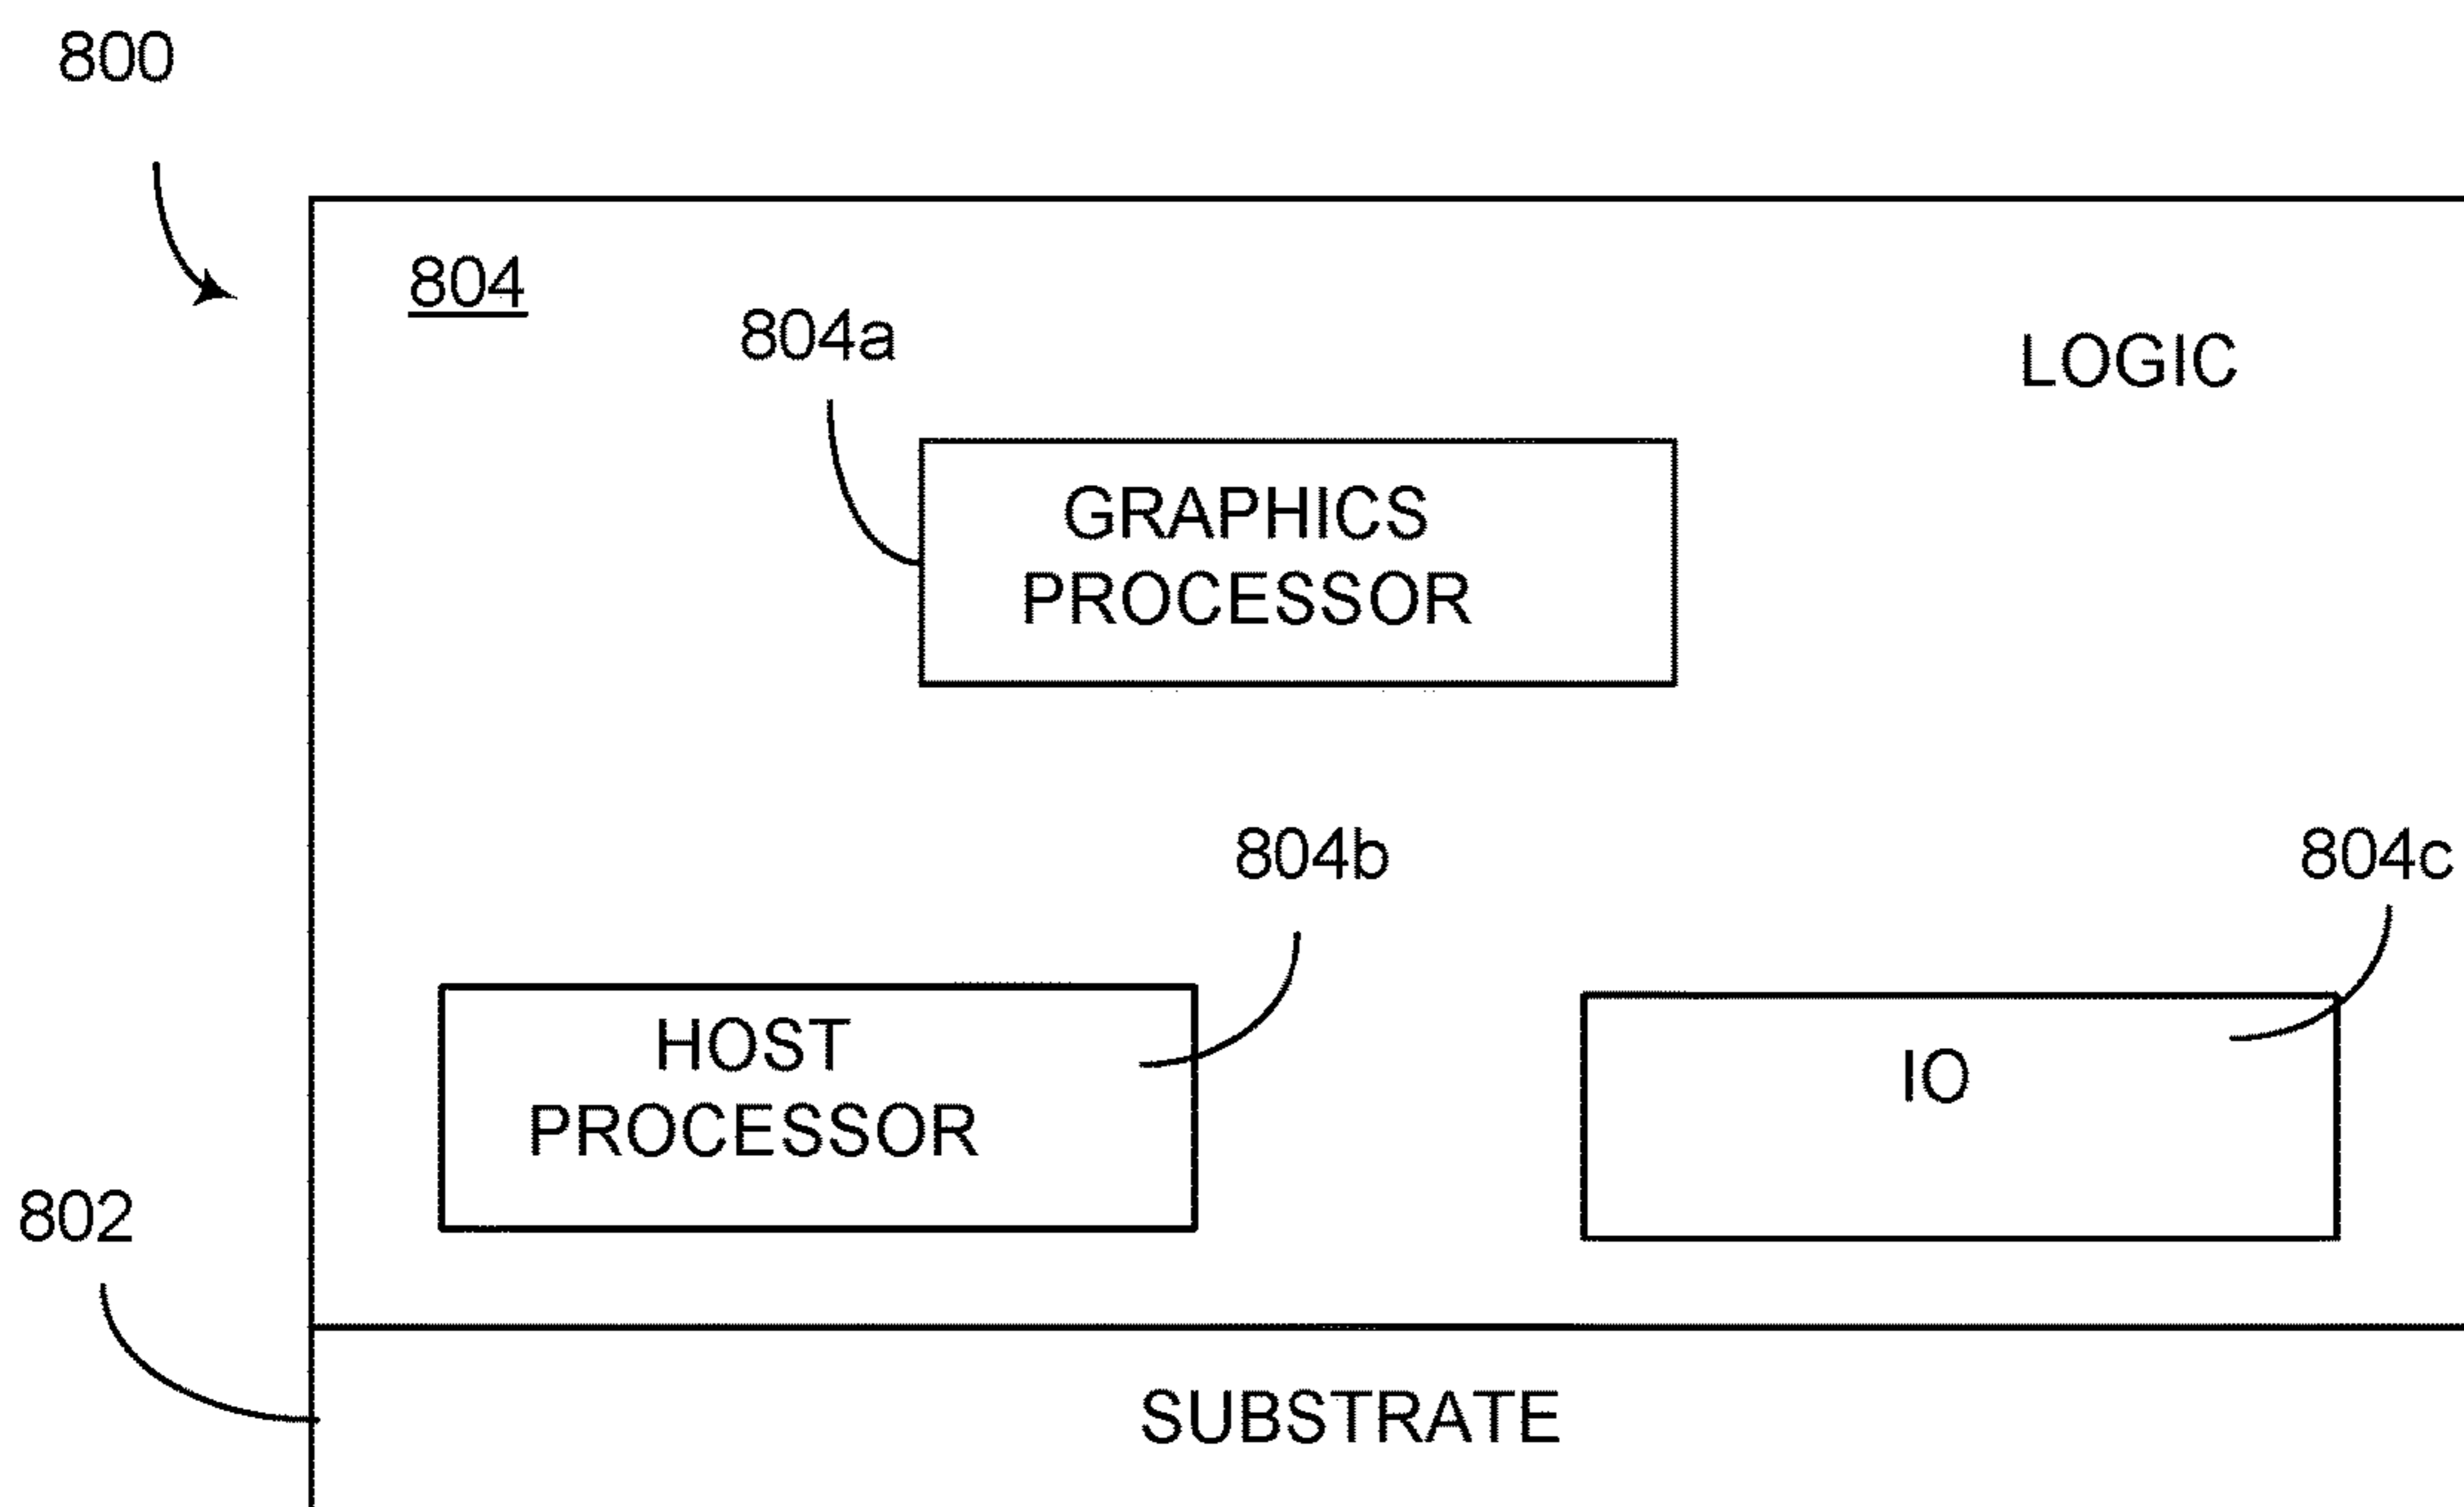 800
804
804a
LOGIC
GRAPHICS
PROCESSOR
804b
804c
HOST
PROCESSOR
IO
802
SUBSTRATE